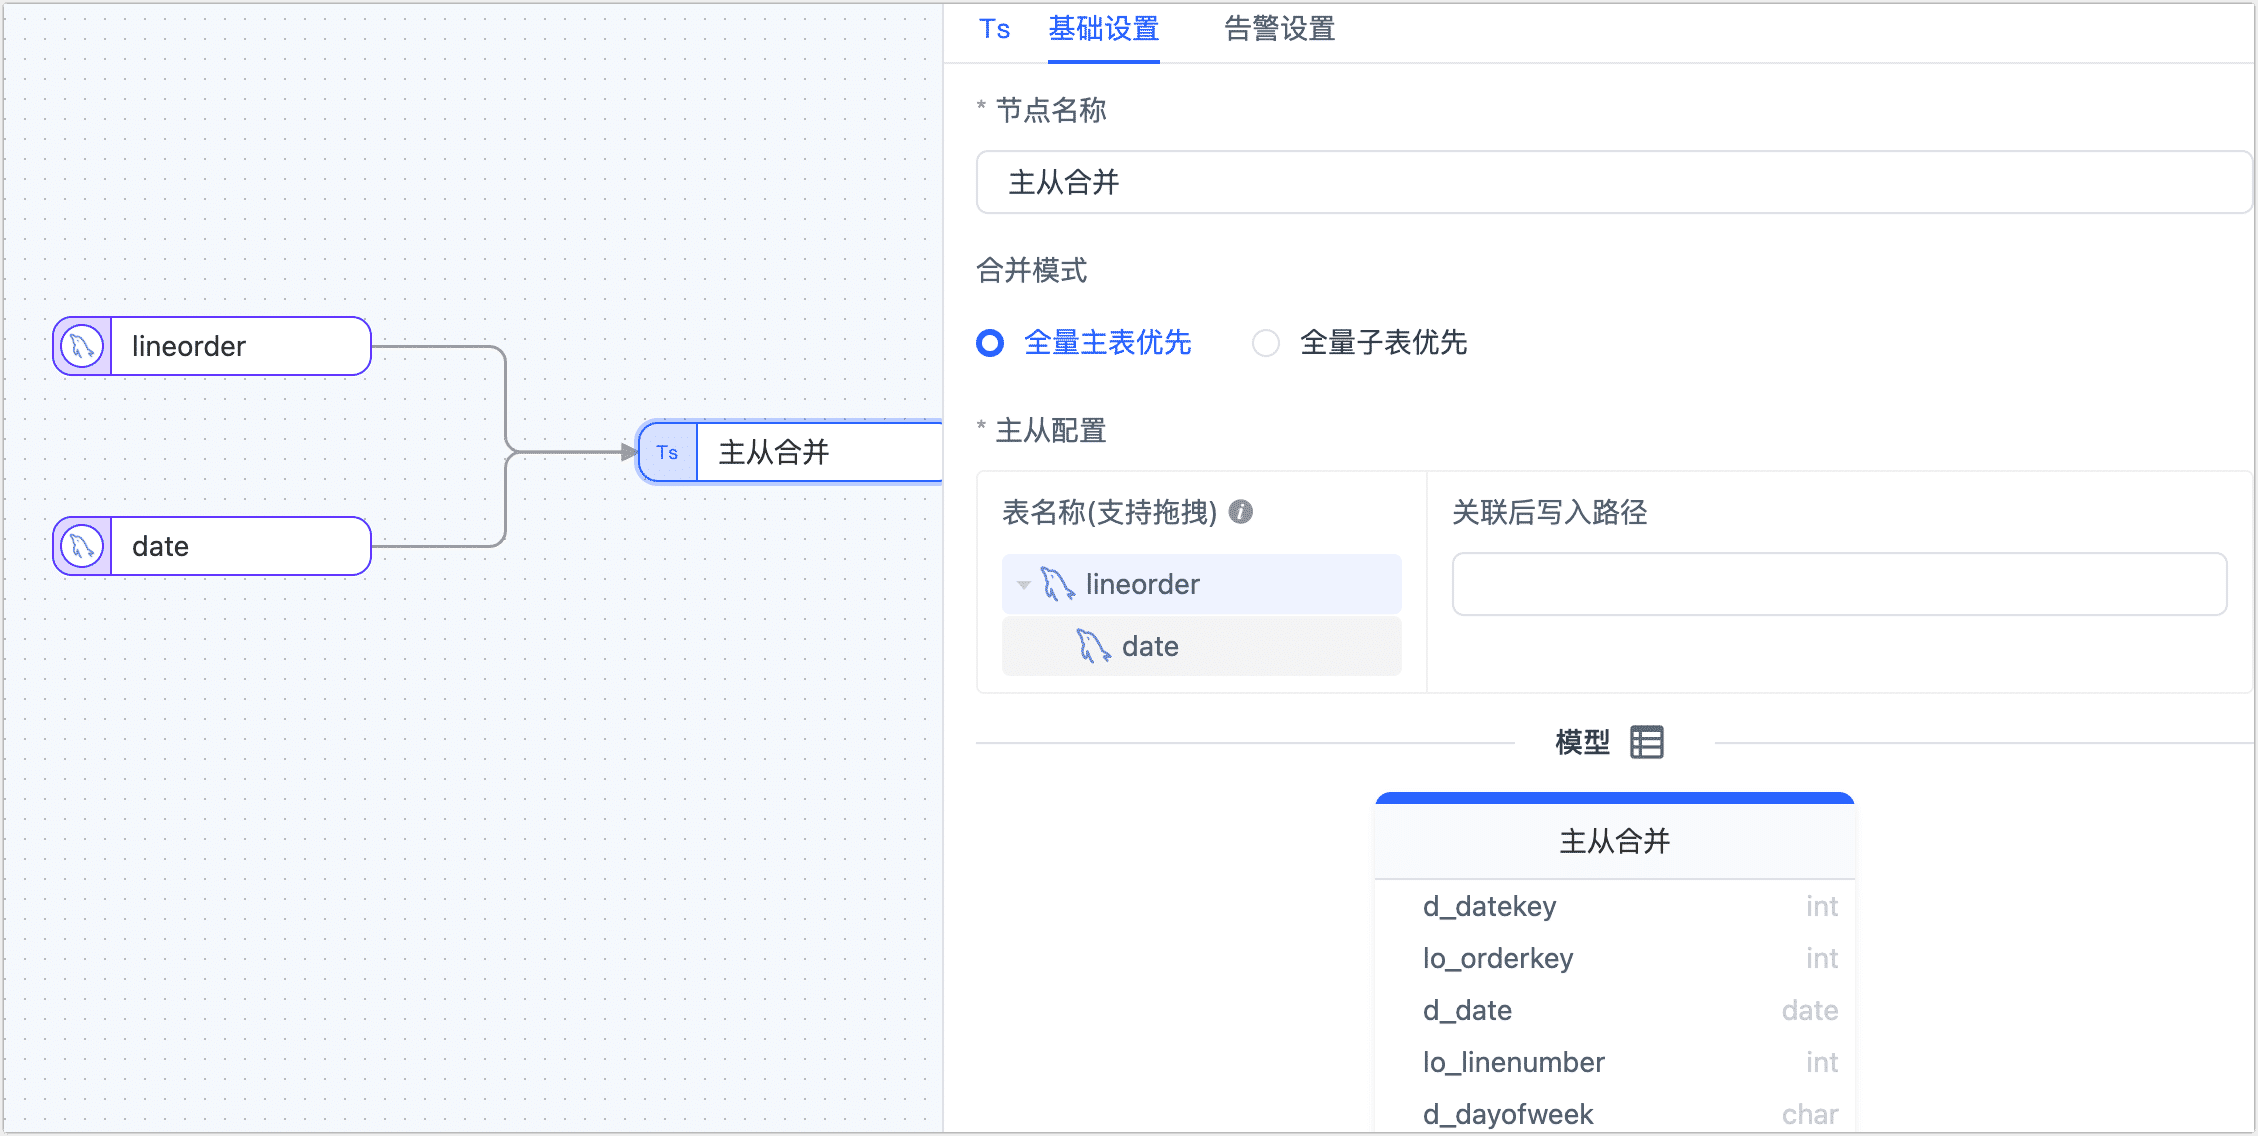 lineorder
date
Ts 主从合并
Ts 基础设置 告警设置
* 节点名称
主从合并
合并模式
全量主表优先 全量子表优先
* 主从配置
表名称(支持拖拽) 关联后写入路径
lineorder
date
模型
主从合并
d_datekey int
lo_orderkey int
d_date date
lo_linenumber int
d_dayofweek char